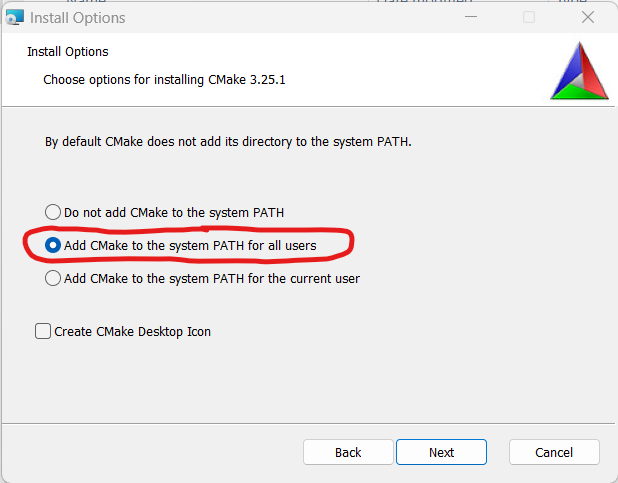 Install Options
Install Options
Choose options for installing CMake 3.25.1
By default CMake does not add its directory to the system PATH.
Do not add CMake to the system PATH
Add CMake to the system PATH for all users
Add CMake to the system PATH for the current user
Create CMake Desktop Icon
Back Next Cancel